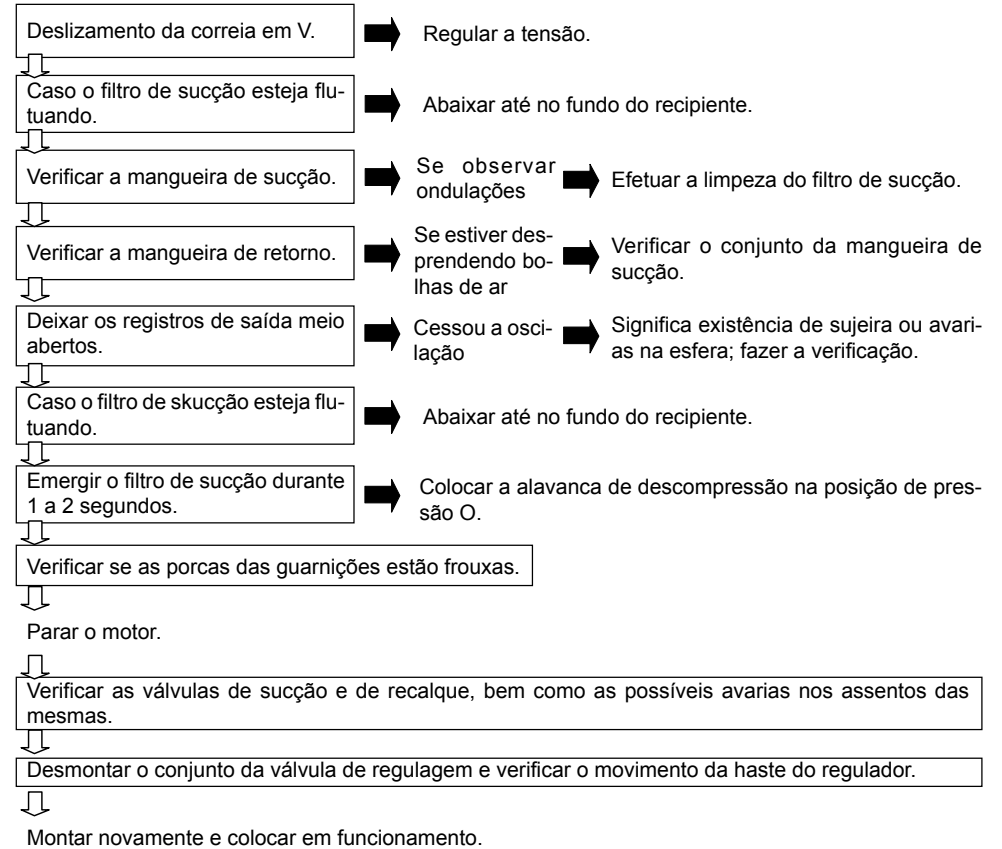 Deslizamento da correia em V.
Regular a tensão.
Caso o filtro de sucção esteja flu-
tuando.
Abaixar até no fundo do recipiente.
Verificar a mangueira de sucção.
Se observar
ondulações
Efetuar a limpeza do filtro de sucção.
Verificar a mangueira de retorno.
Se estiver des-
prendendo bo-
lhas de ar
Verificar o conjunto da mangueira de
sucção.
Deixar os registros de saída meio
abertos.
Cessou a osci-
lação
Significa existência de sujeira ou avari-
as na esfera; fazer a verificação.
Caso o filtro de skucção esteja flu-
tuando.
Abaixar até no fundo do recipiente.
Emergir o filtro de sucção durante
1 a 2 segundos.
Colocar a alavanca de descompressão na posição de pres-
são O.
Verificar se as porcas das guarnições estão frouxas.
Parar o motor.
Verificar as válvulas de sucção e de recalque, bem como as possíveis avarias nos assentos das
mesmas.
Desmontar o conjunto da válvula de regulagem e verificar o movimento da haste do regulador.
Montar novamente e colocar em funcionamento.